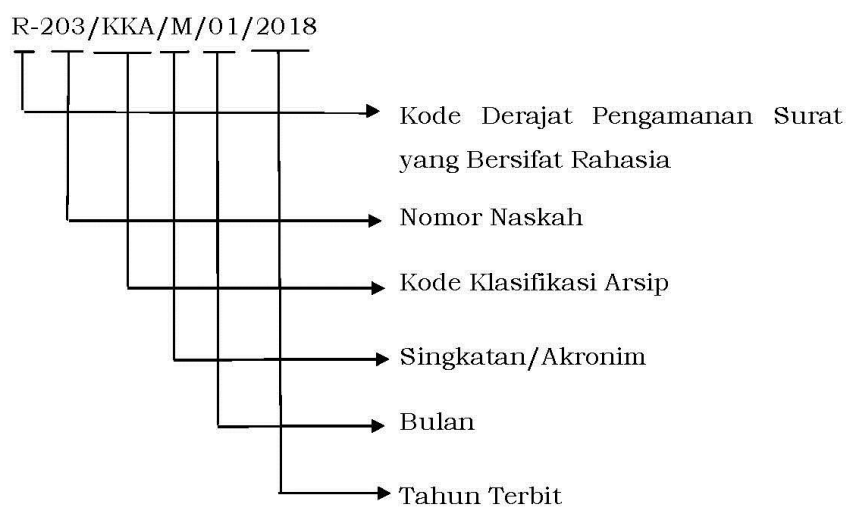 R-203/KKA/M/01/2018
Kode Derajat Pengamanan Surat
yang Bersifat Rahasia
Nomor Naskah
Kode Klasifikasi Arsip
Singkatan/Akronim
Bulan
Tahun Terbit